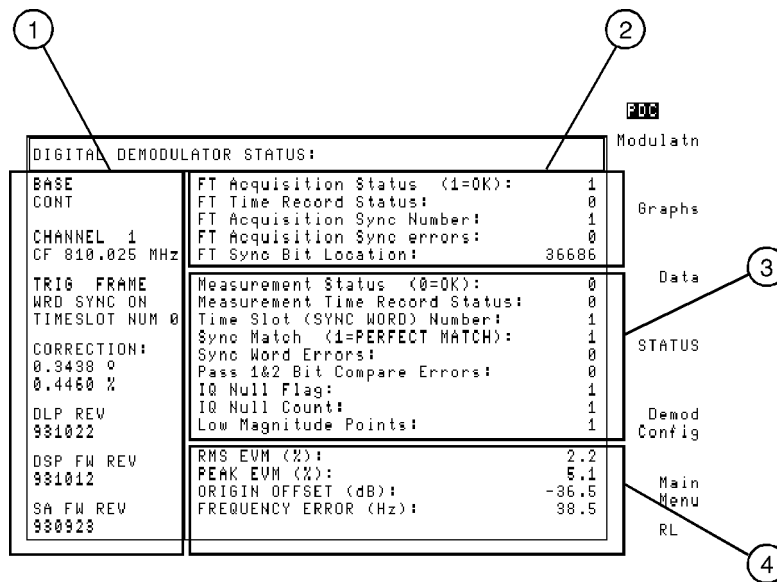 1
2
PDC
Modulatn
DIGITAL DEMODULATOR STATUS:
BASE
CONT
CHANNEL 1
CF 810.025 MHz
TRIG FRAME
WRD SYNC ON
TIMESLOT NUM 0
CORRECTION:
0.3438 º
0.4460 %
DLP REV
931022
DSP FW REV
931012
SA FW REV
930923
FT Acquisition Status (1=OK): 1
FT Time Record Status: 0
FT Acquisition Sync Number: 1
FT Acquisition Sync errors: 0
FT Sync Bit Location: 36686
Measurement Status (0=OK): 0
Measurement Time Record Status: 0
Time Slot (SYNC WORD) Number: 1
Sync Match (1=PERFECT MATCH): 1
Sync Word Errors: 0
Pass 1&2 Bit Compare Errors: 0
IQ Null Flag: 1
IQ Null Count: 1
Low Magnitude Points: 1
RMS EVM (%): 2.2
PEAK EVM (%): 5.1
ORIGIN OFFSET (dB): -36.5
FREQUENCY ERROR (Hz): 38.5
Graphs
Data
3
STATUS
Demod
Config
Main
Menu
RL
4